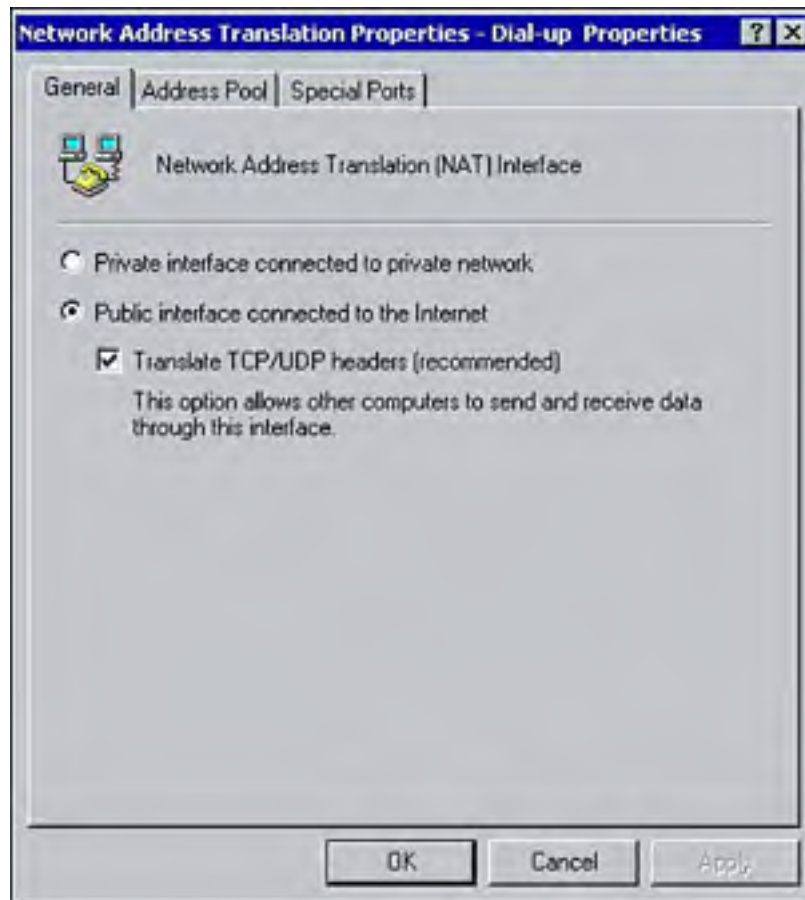 Network Address Translation Properties - Dial-up Properties
General
Address Pool
Special Ports
Network Address Translation (NAT) Interface
Private interface connected to private network
Public interface connected to the Internet
Translate TCP/UDP headers (recommended)
This option allows other computers to send and receive data
through this interface.
OK
Cancel
Apply